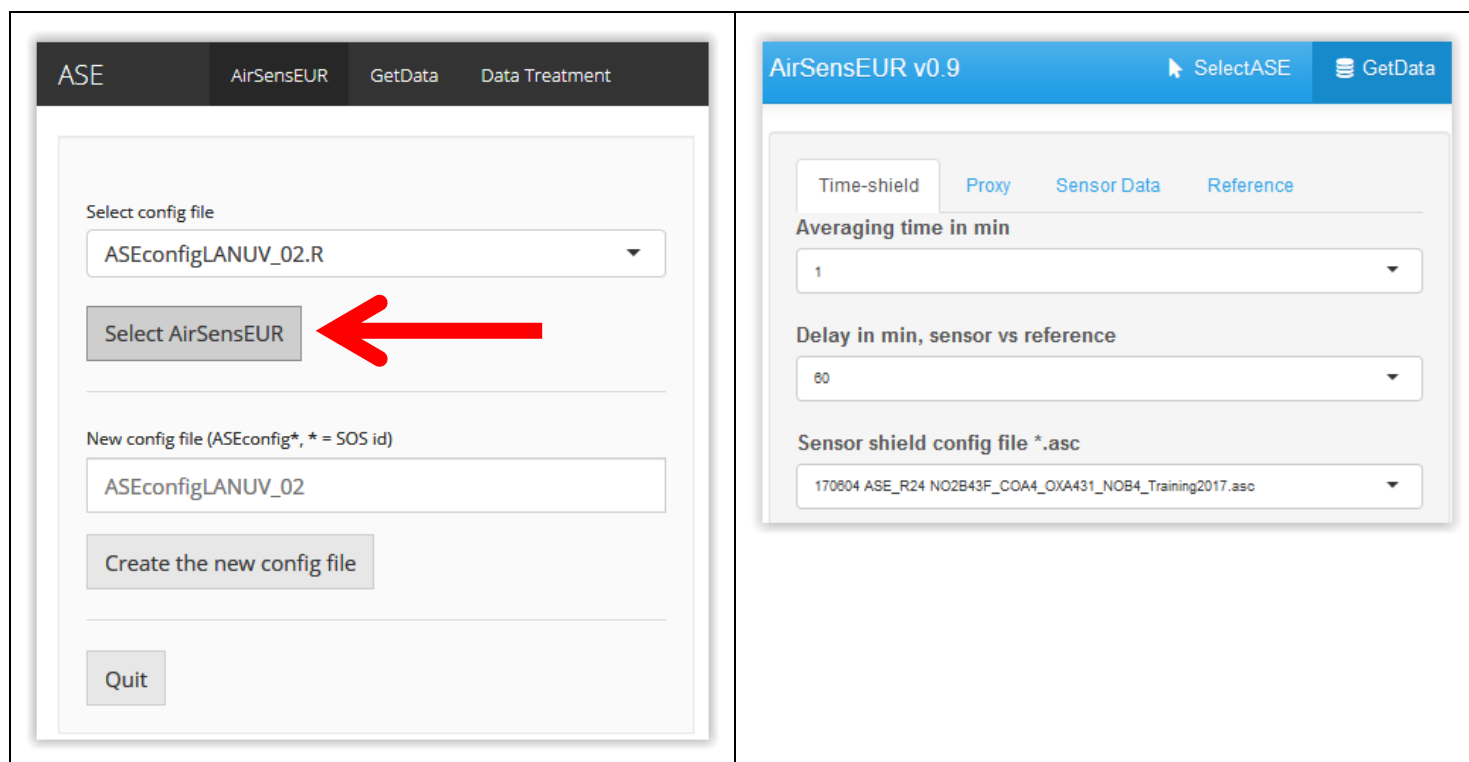 ASE AirSensEUR GetData Data Treatment
Select config file
ASEconfigLANUV_02.R
Select AirSensEUR
New config file (ASEconfig*, * = SOS id)
ASEconfigLANUV_02
Create the new config file
Quit
AirSensEUR v0.9 SelectASE GetData
Time-shield Proxy Sensor Data Reference
Averaging time in min
1
Delay in min, sensor vs reference
60
Sensor shield config file *.asc
170604 ASE_R24 NO2B43F_COA4_OXA431_NOB4_Training2017.asc